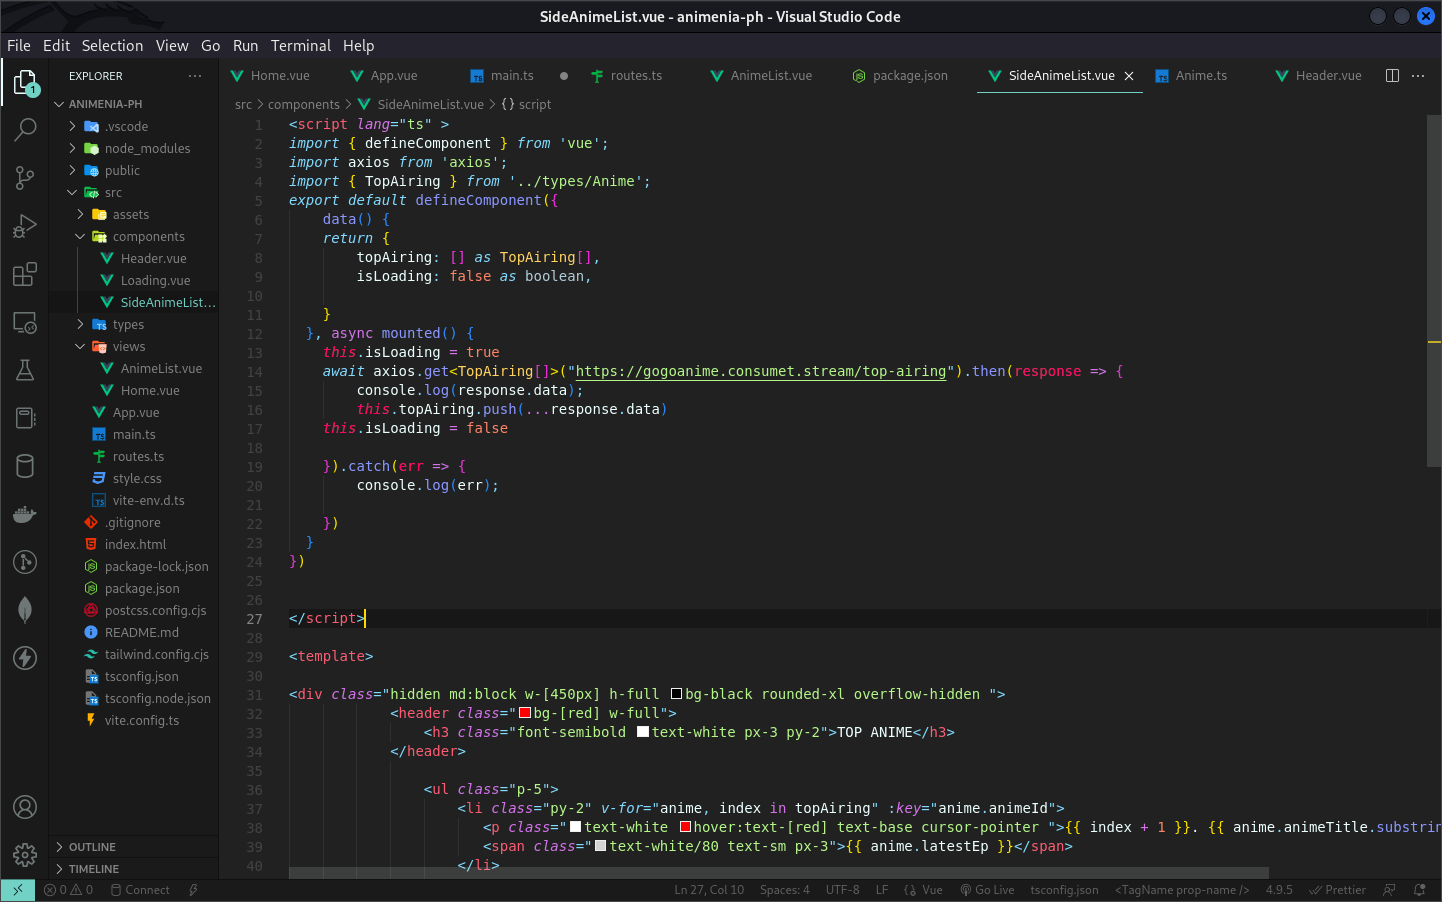 SideAnimeList.vue - animenia-ph - Visual Studio Code
File Edit Selection View Go Run Terminal Help
EXPLORER
Home.vue App.vue main.ts routes.ts AnimeList.vue package.json SideAnimeList.vue Anime.ts Header.vue
src > components > SideAnimeList.vue > {} script
1
ANIMENIA-PH
.vscode
node_modules
public
src
assets
components
Header.vue
Loading.vue
SideAnimeList...
types
views
AnimeList.vue
Home.vue
App.vue
main.ts
routes.ts
style.css
vite-env.d.ts
.gitignore
index.html
package-lock.json
package.json
postcss.config.cjs
README.md
tailwind.config.cjs
tsconfig.json
tsconfig.node.json
vite.config.ts
OUTLINE
TIMELINE
1 <script lang="ts" >
2 import { defineComponent } from 'vue';
3 import axios from 'axios';
4 import { TopAiring } from '../types/Anime';
5 export default defineComponent({
6 data() {
7 return {
8 topAiring: [] as TopAiring[],
9 isLoading: false as boolean,
10
11 }
12 }, async mounted() {
13 this.isLoading = true
14 await axios.get<TopAiring[]>("https://gogoanime.consumet.stream/top-airing").then(response => {
15 console.log(response.data);
16 this.topAiring.push(...response.data)
17 this.isLoading = false
18
19 }).catch(err => {
20 console.log(err);
21
22 })
23 }
24 })
25
26
27 </script>
28
29 <template>
30
31 <div class="hidden md:block w-[450px] h-full bg-black rounded-xl overflow-hidden ">
32 <header class="bg-[red] w-full">
33 <h3 class="font-semibold text-white px-3 py-2">TOP ANIME</h3>
34 </header>
35
36 <ul class="p-5">
37 <li class="py-2" v-for="anime, index in topAiring" :key="anime.animeId">
38 <p class="text-white hover:text-[red] text-base cursor-pointer ">{{ index + 1 }}. {{ anime.animeTitle.substrin
39 <span class="text-white/80 text-sm px-3">{{ anime.latestEp }}</span>
40 </li>
0 0 Connect Ln 27, Col 10 Spaces: 4 UTF-8 LF Vue Go Live tsconfig.json <TagName prop-name /> 4.9.5 Prettier